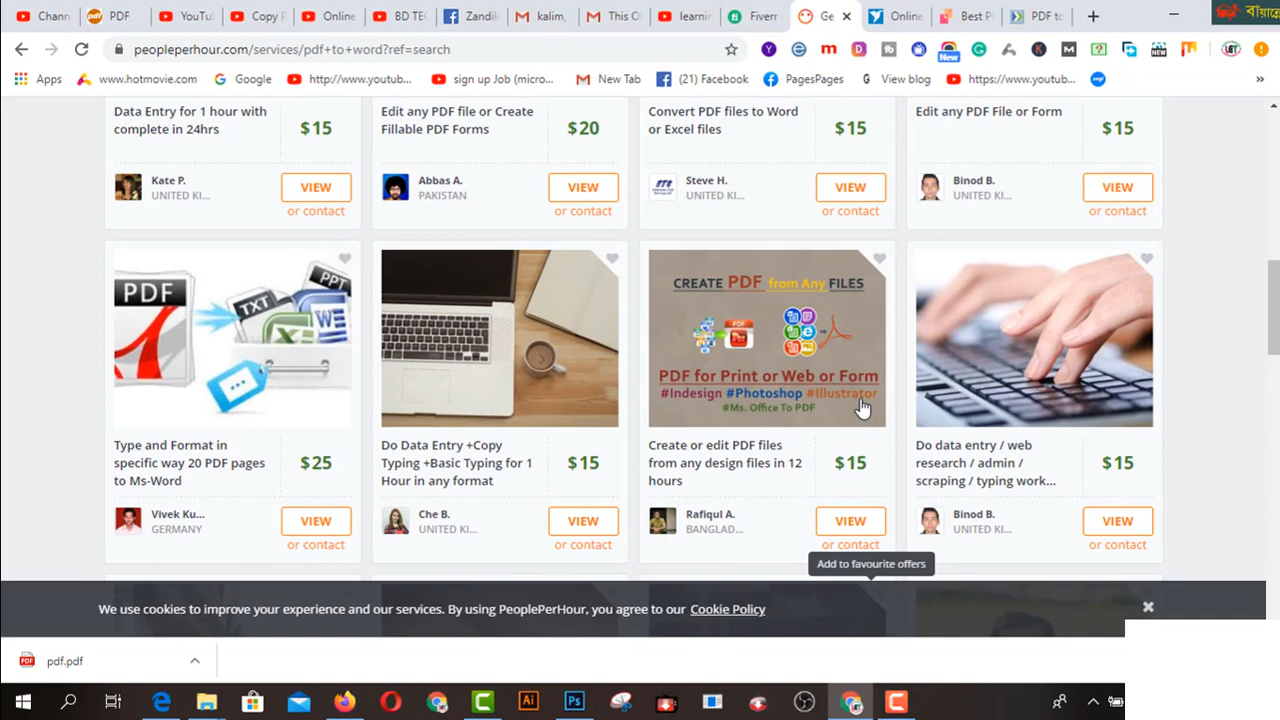 Chann
PDF
YouTu
Copy P
Online
BD TEC
Zandik
kalim,
This O
learnin
Fiverr
Ge
Online
Best P
PDF to
বায়ান্নো
peopleperhour.com/services/pdf+to+word?ref=search
New
NEW
Apps
www.hotmovie.com
Google
http://www.youtub...
sign up Job (micro...
New Tab
(21) Facebook
PagesPages
View blog
https://www.youtub...
Data Entry for 1 hour with
complete in 24hrs
$15
Kate P.
UNITED KI...
VIEW
or contact
Edit any PDF file or Create
Fillable PDF Forms
$20
Abbas A.
PAKISTAN
VIEW
or contact
Convert PDF files to Word
or Excel files
$15
Steve H.
UNITED KI...
VIEW
or contact
Edit any PDF File or Form
$15
Binod B.
UNITED KI...
VIEW
or contact
PDF
TXT
PPT
Type and Format in
specific way 20 PDF pages
to Ms-Word
$25
Vivek Ku...
GERMANY
VIEW
or contact
Do Data Entry +Copy
Typing +Basic Typing for 1
Hour in any format
$15
Che B.
UNITED KI...
VIEW
or contact
CREATE PDF from Any FILES
PDF for Print or Web or Form
#Indesign #Photoshop #Illustrator
#Ms. Office To PDF
Create or edit PDF files
from any design files in 12
hours
$15
Rafiqul A.
BANGLAD...
VIEW
or contact
Do data entry / web
research / admin /
scraping / typing work...
$15
Binod B.
UNITED KI...
VIEW
or contact
Add to favourite offers
We use cookies to improve your experience and our services. By using PeoplePerHour, you agree to our Cookie Policy
pdf.pdf